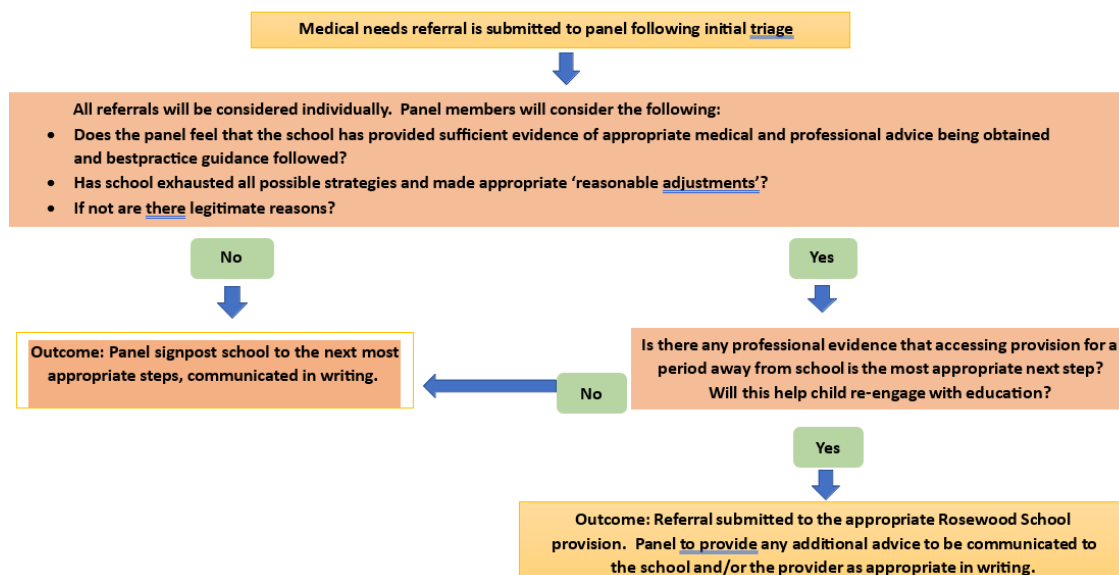 Medical needs referral is submitted to panel following initial triage
All referrals will be considered individually.  Panel members will consider the following:
• Does the panel feel that the school has provided sufficient evidence of appropriate medical and professional advice being obtained
and bestpractice guidance followed?
• Has school exhausted all possible strategies and made appropriate ‘reasonable adjustments’?
• If not are there legitimate reasons?
No
Yes
Outcome: Panel signpost school to the next most
appropriate steps, communicated in writing.
Is there any professional evidence that accessing provision for a
period away from school is the most appropriate next step?
Will this help child re-engage with education?
No
Yes
Outcome: Referral submitted to the appropriate Rosewood School
provision.  Panel to provide any additional advice to be communicated to
the school and/or the provider as appropriate in writing.